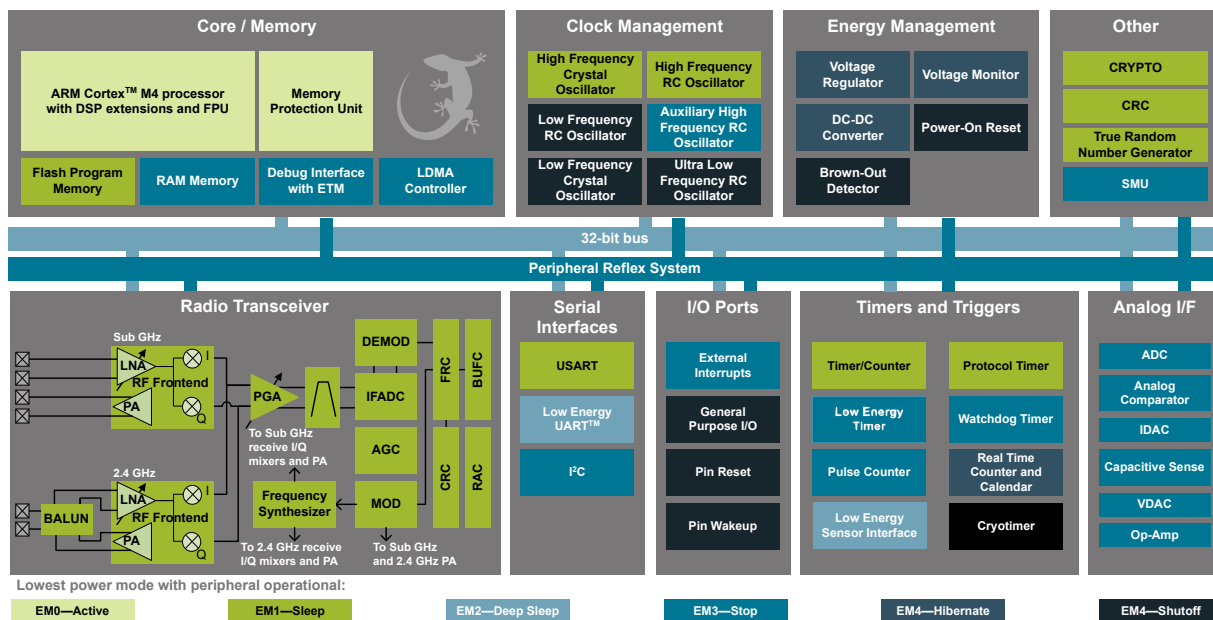 Core / Memory
ARM Cortex™ M4 processor
with DSP extensions and FPU
Memory
Protection Unit
Flash Program
Memory
RAM Memory
Debug Interface
with ETM
LDMA
Controller
Clock Management
High Frequency
Crystal
Oscillator
High Frequency
RC Oscillator
Low Frequency
RC Oscillator
Auxiliary High
Frequency RC
Oscillator
Low Frequency
Crystal
Oscillator
Ultra Low
Frequency RC
Oscillator
Energy Management
Voltage
Regulator
Voltage Monitor
DC-DC
Converter
Power-On Reset
Brown-Out
Detector
Other
CRYPTO
CRC
True Random
Number Generator
SMU
32-bit bus
Peripheral Reflex System
Radio Transceiver
Sub GHz
LNA
RF Frontend
PA
I
Q
PGA
To Sub GHz
receive I/Q
mixers and PA
2.4 GHz
BALUN
LNA
RF Frontend
PA
I
Q
Frequency
Synthesizer
To 2.4 GHz receive
I/Q mixers and PA
DEMOD
IFADC
AGC
MOD
To Sub GHz
and 2.4 GHz PA
FRC
BUFC
CRC
RAC
Serial
Interfaces
USART
Low Energy
UART™
I²C
I/O Ports
External
Interrupts
General
Purpose I/O
Pin Reset
Pin Wakeup
Timers and Triggers
Timer/Counter
Protocol Timer
Low Energy
Timer
Watchdog Timer
Pulse Counter
Real Time
Counter and
Calendar
Low Energy
Sensor Interface
Cryotimer
Analog I/F
ADC
Analog
Comparator
IDAC
Capacitive Sense
VDAC
Op-Amp
Lowest power mode with peripheral operational:
EM0—Active
EM1—Sleep
EM2—Deep Sleep
EM3—Stop
EM4—Hibernate
EM4—Shutoff